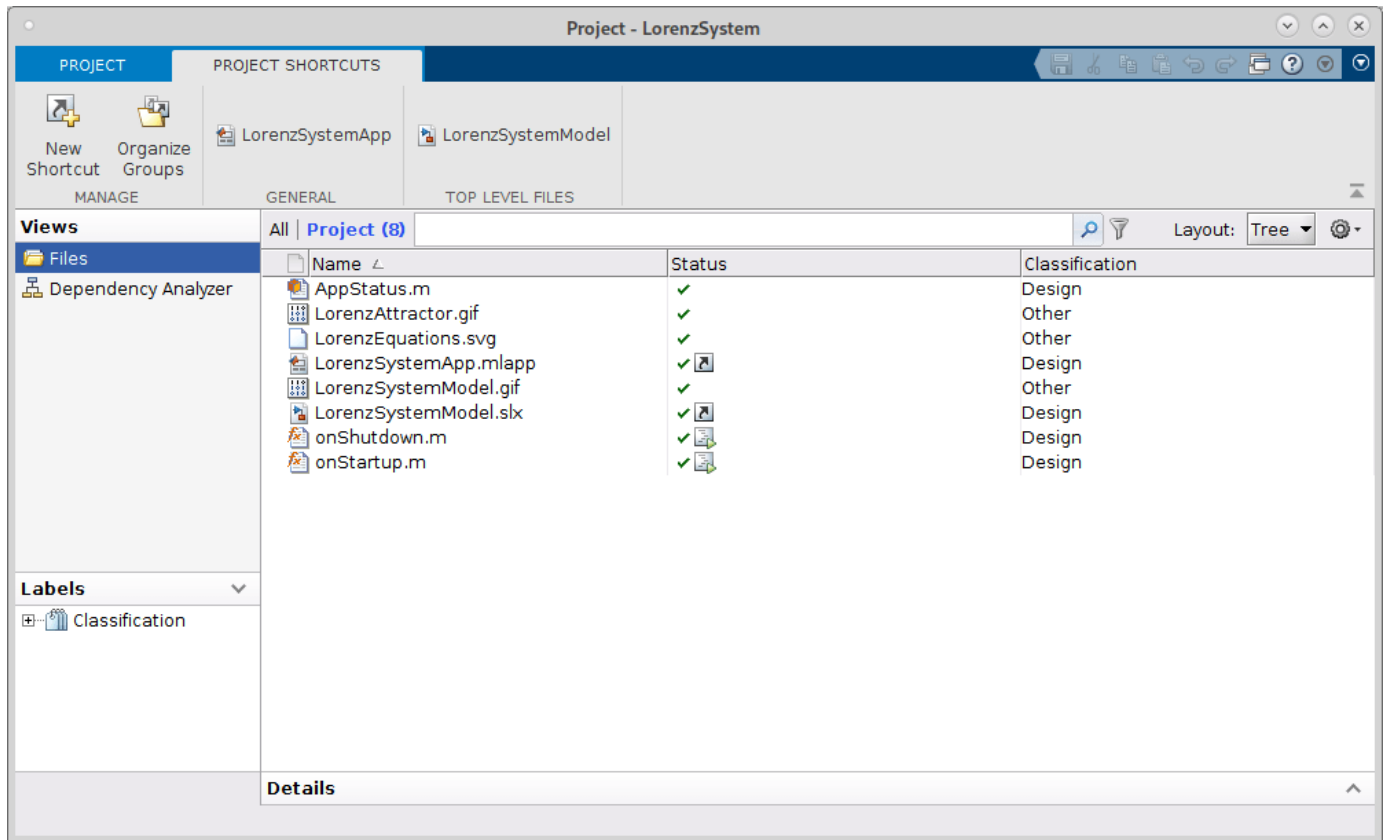 Project - LorenzSystem
PROJECT PROJECT SHORTCUTS
New Shortcut
Organize Groups
LorenzSystemApp
LorenzSystemModel
MANAGE GENERAL TOP LEVEL FILES
Views
All | Project (8) Layout: Tree
Files
Dependency Analyzer
Name Status Classification
AppStatus.m Design
LorenzAttractor.gif Other
LorenzEquations.svg Other
LorenzSystemApp.mlapp Design
LorenzSystemModel.gif Other
LorenzSystemModel.slx Design
onShutdown.m Design
onStartup.m Design
Labels
Classification
Details